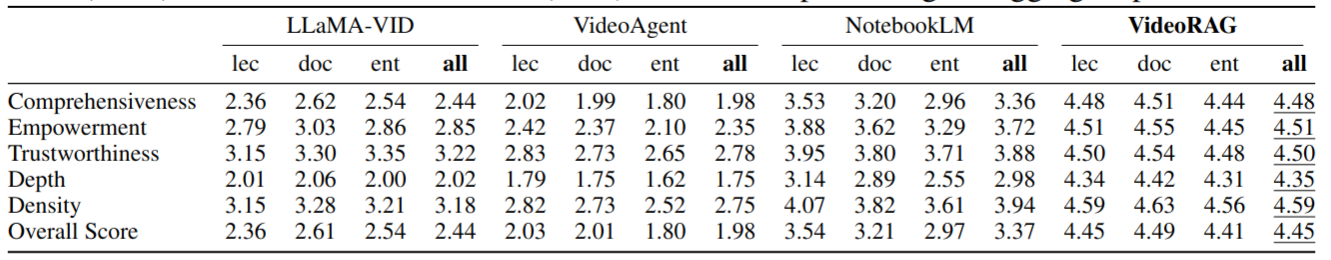 LLaMA-VID VideoAgent NotebookLM VideoRAG
lec doc ent all lec doc ent all lec doc ent all lec doc ent all
Comprehensiveness 2.36 2.62 2.54 2.44 2.02 1.99 1.80 1.98 3.53 3.20 2.96 3.36 4.48 4.51 4.44 4.48
Empowerment 2.79 3.03 2.86 2.85 2.42 2.37 2.10 2.35 3.88 3.62 3.29 3.72 4.51 4.55 4.45 4.51
Trustworthiness 3.15 3.30 3.35 3.22 2.83 2.73 2.65 2.78 3.95 3.80 3.71 3.88 4.50 4.54 4.48 4.50
Depth 2.01 2.06 2.00 2.02 1.79 1.75 1.62 1.75 3.14 2.89 2.55 2.98 4.34 4.42 4.31 4.35
Density 3.15 3.28 3.21 3.18 2.82 2.73 2.52 2.75 4.07 3.82 3.61 3.94 4.59 4.63 4.56 4.59
Overall Score 2.36 2.61 2.54 2.44 2.03 2.01 1.80 1.98 3.54 3.21 2.97 3.37 4.45 4.49 4.41 4.45